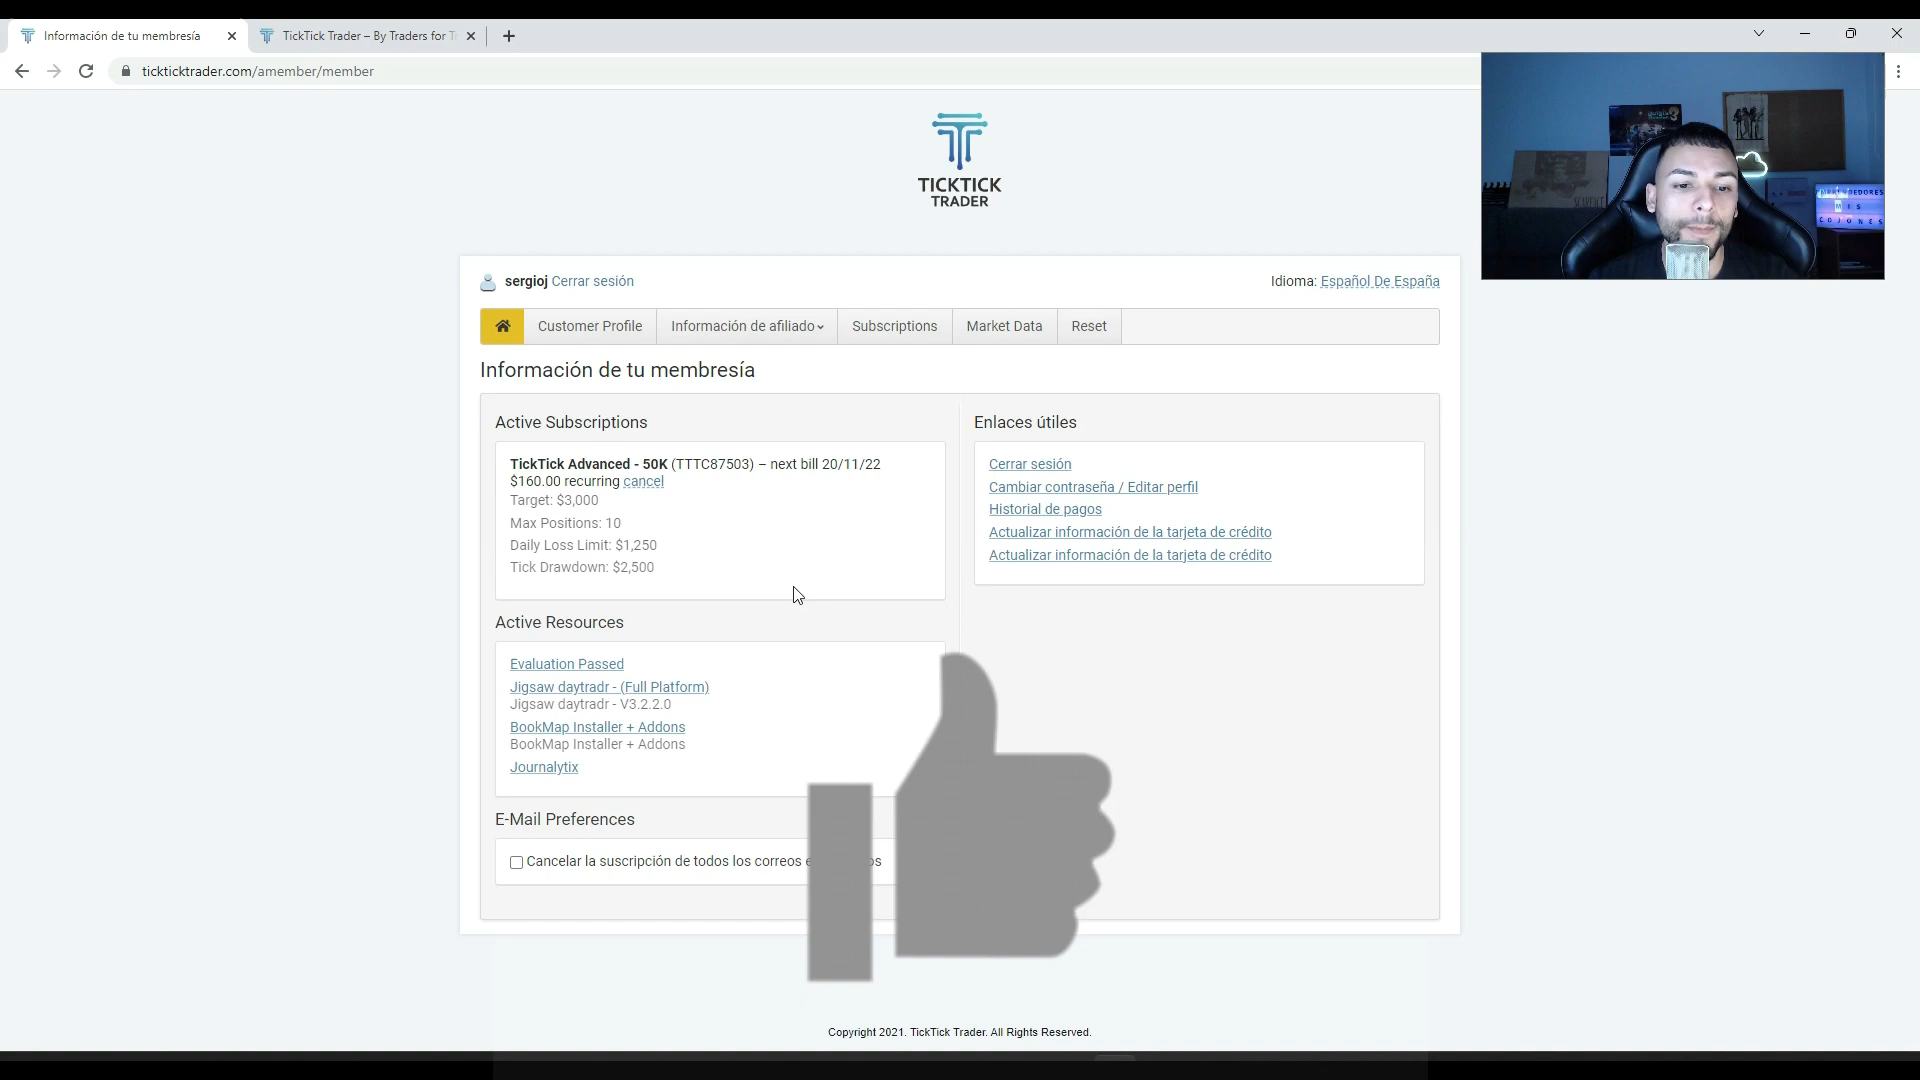 Información de tu membresía
TickTick Trader – By Traders for
tickticktrader.com/amember/member
TICKTICK
TRADER
sergioj Cerrar sesión
Idioma: Español De España
Customer Profile
Información de afiliado
Subscriptions
Market Data
Reset
Información de tu membresía
Active Subscriptions
TickTick Advanced - 50K (TTTC87503) – next bill 20/11/22
$160.00 recurring cancel
Target: $3,000
Max Positions: 10
Daily Loss Limit: $1,250
Tick Drawdown: $2,500
Enlaces útiles
Cerrar sesión
Cambiar contraseña / Editar perfil
Historial de pagos
Actualizar información de la tarjeta de crédito
Actualizar información de la tarjeta de crédito
Active Resources
Evaluation Passed
Jigsaw daytradr - (Full Platform)
Jigsaw daytradr - V3.2.2.0
BookMap Installer + Addons
BookMap Installer + Addons
Journalytix
E-Mail Preferences
Cancelar la suscripción de todos los correos
Copyright 2021. TickTick Trader. All Rights Reserved.
MIS
COJONES